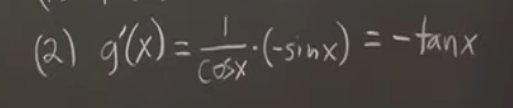 (2) g'(x) = 1/cosx · (-sinx) = -tanx